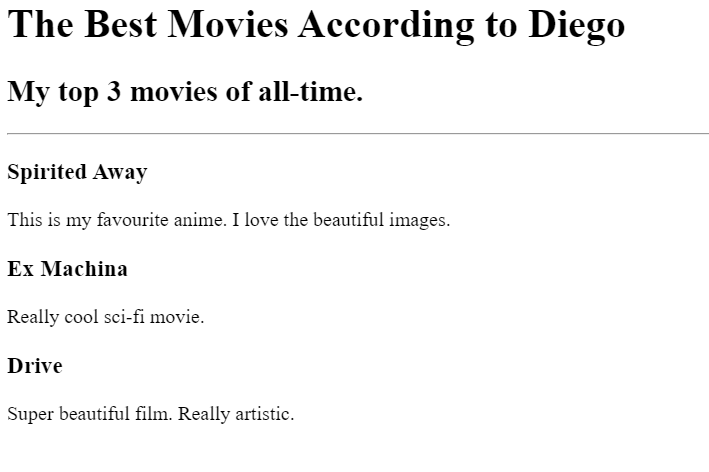 The Best Movies According to Diego
My top 3 movies of all-time.
Spirited Away
This is my favourite anime. I love the beautiful images.
Ex Machina
Really cool sci-fi movie.
Drive
Super beautiful film. Really artistic.